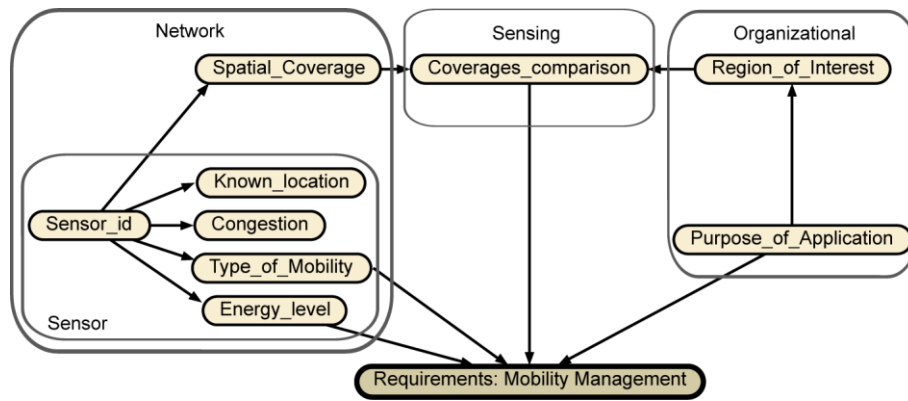 Network
Sensing
Organizational
Spatial_Coverage
Coverages_comparison
Region_of_Interest
Known_location
Sensor_id
Congestion
Purpose_of_Application
Type_of_Mobility
Energy_level
Sensor
Requirements: Mobility Management